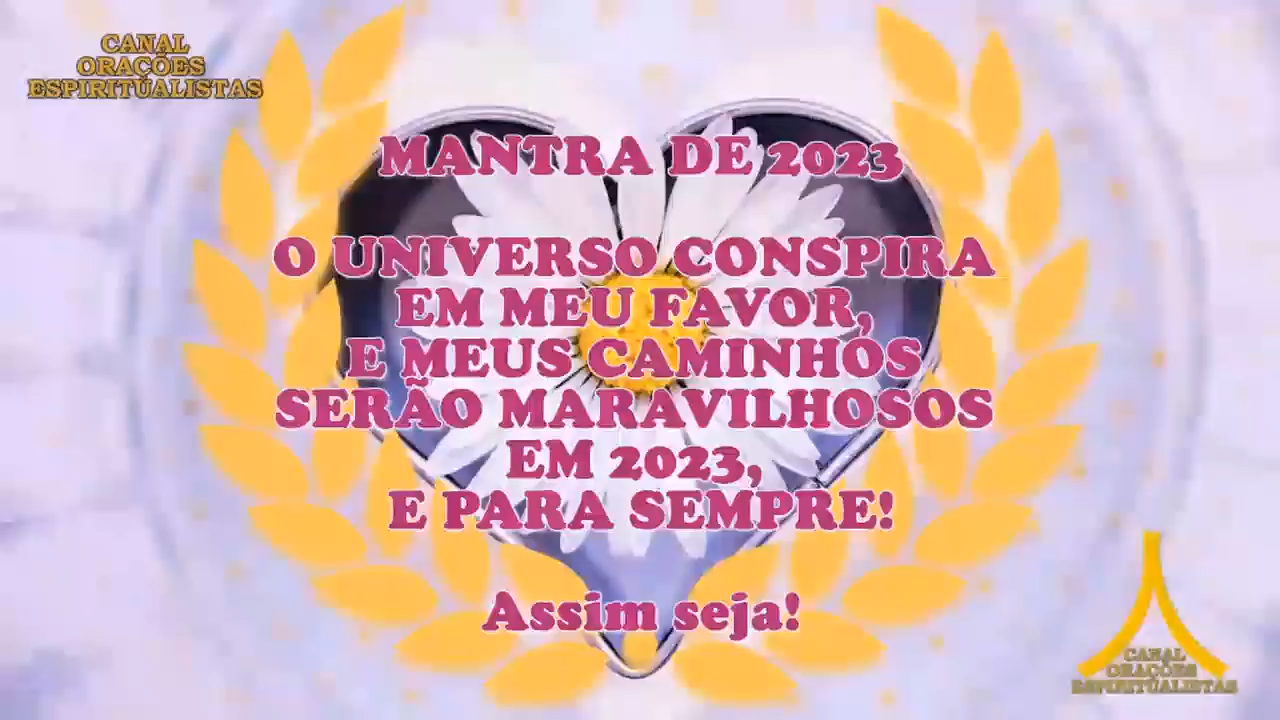 CANAL
ORAÇÕES
ESPIRITUALISTAS
MANTRA DE 2023
O UNIVERSO CONSPIRA
EM MEU FAVOR,
E MEUS CAMINHOS
SERÃO MARAVILHOSOS
EM 2023,
E PARA SEMPRE!
Assim seja!
CANAL
ORAÇÕES
ESPIRITUALISTAS